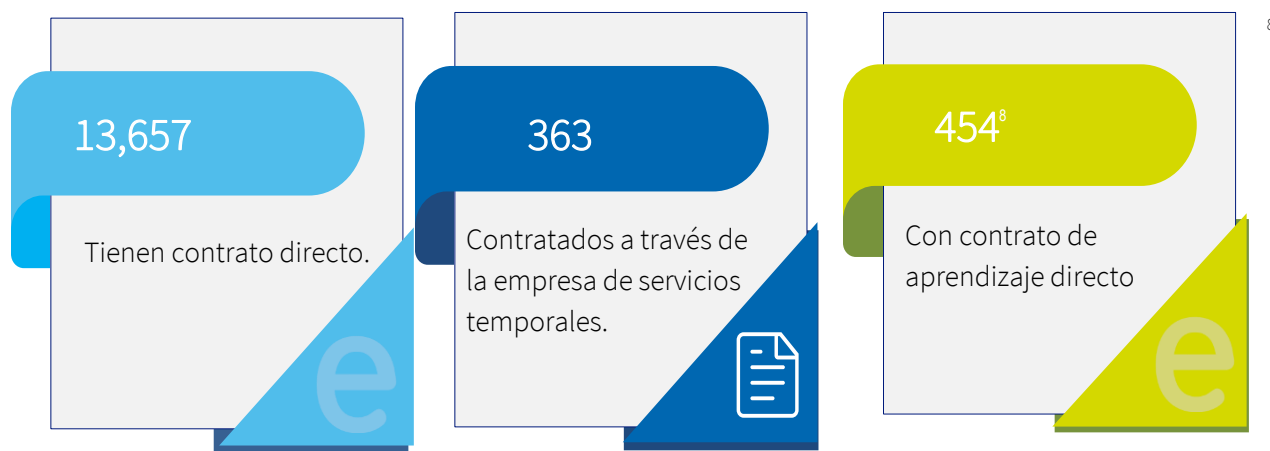 13,657
Tienen contrato directo.
e
363
Contratados a través de
la empresa de servicios
temporales.
454⁸
Con contrato de
aprendizaje directo
e
8